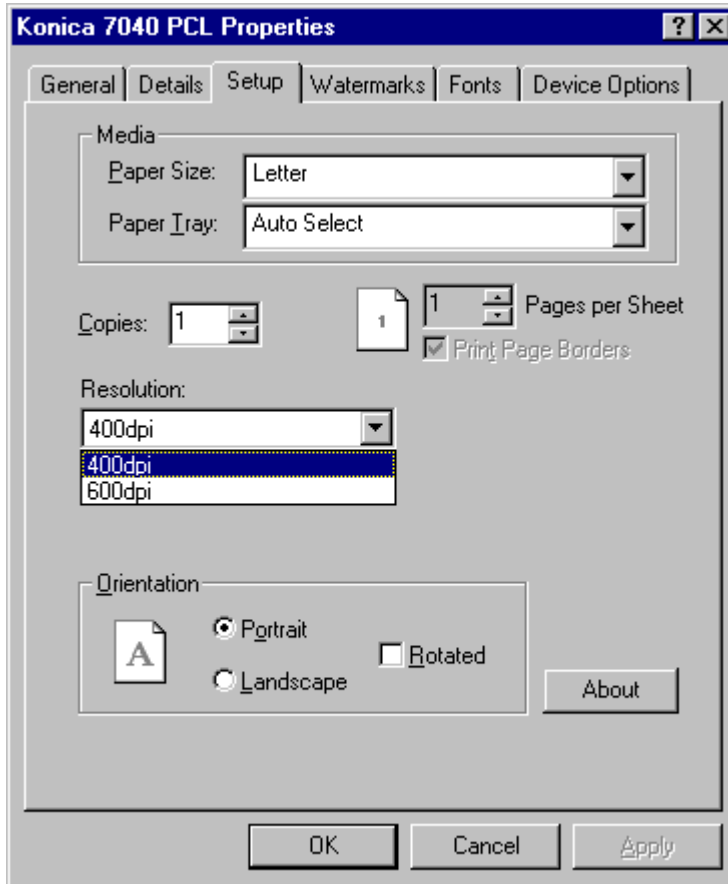 Konica 7040 PCL Properties
General Details Setup Watermarks Fonts Device Options
Media
Paper Size: Letter
Paper Tray: Auto Select
Copies: 1 1 1 Pages per Sheet
Print Page Borders
Resolution:
400dpi
400dpi
600dpi
Orientation
A Portrait
Rotated
Landscape
About
OK Cancel Apply